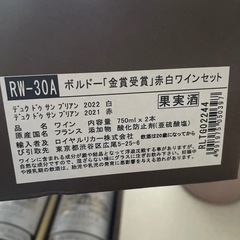 RW-30A ボルドー「金賞受賞」赤白ワインセット
デュク ドゥ サン ブリアン 2022 白
デュク ドゥ サン ブリアン 2021 赤
果実酒
品名 ワイン 内容量 750ml×2本
原産国 フランス 添加物 酸化防止剤(亜硫酸塩)
輸入者及び引取先 ロイヤルリカー株式会社 飲酒は20歳になってから
東京都渋谷区広尾5-25-6
RLTGD2244